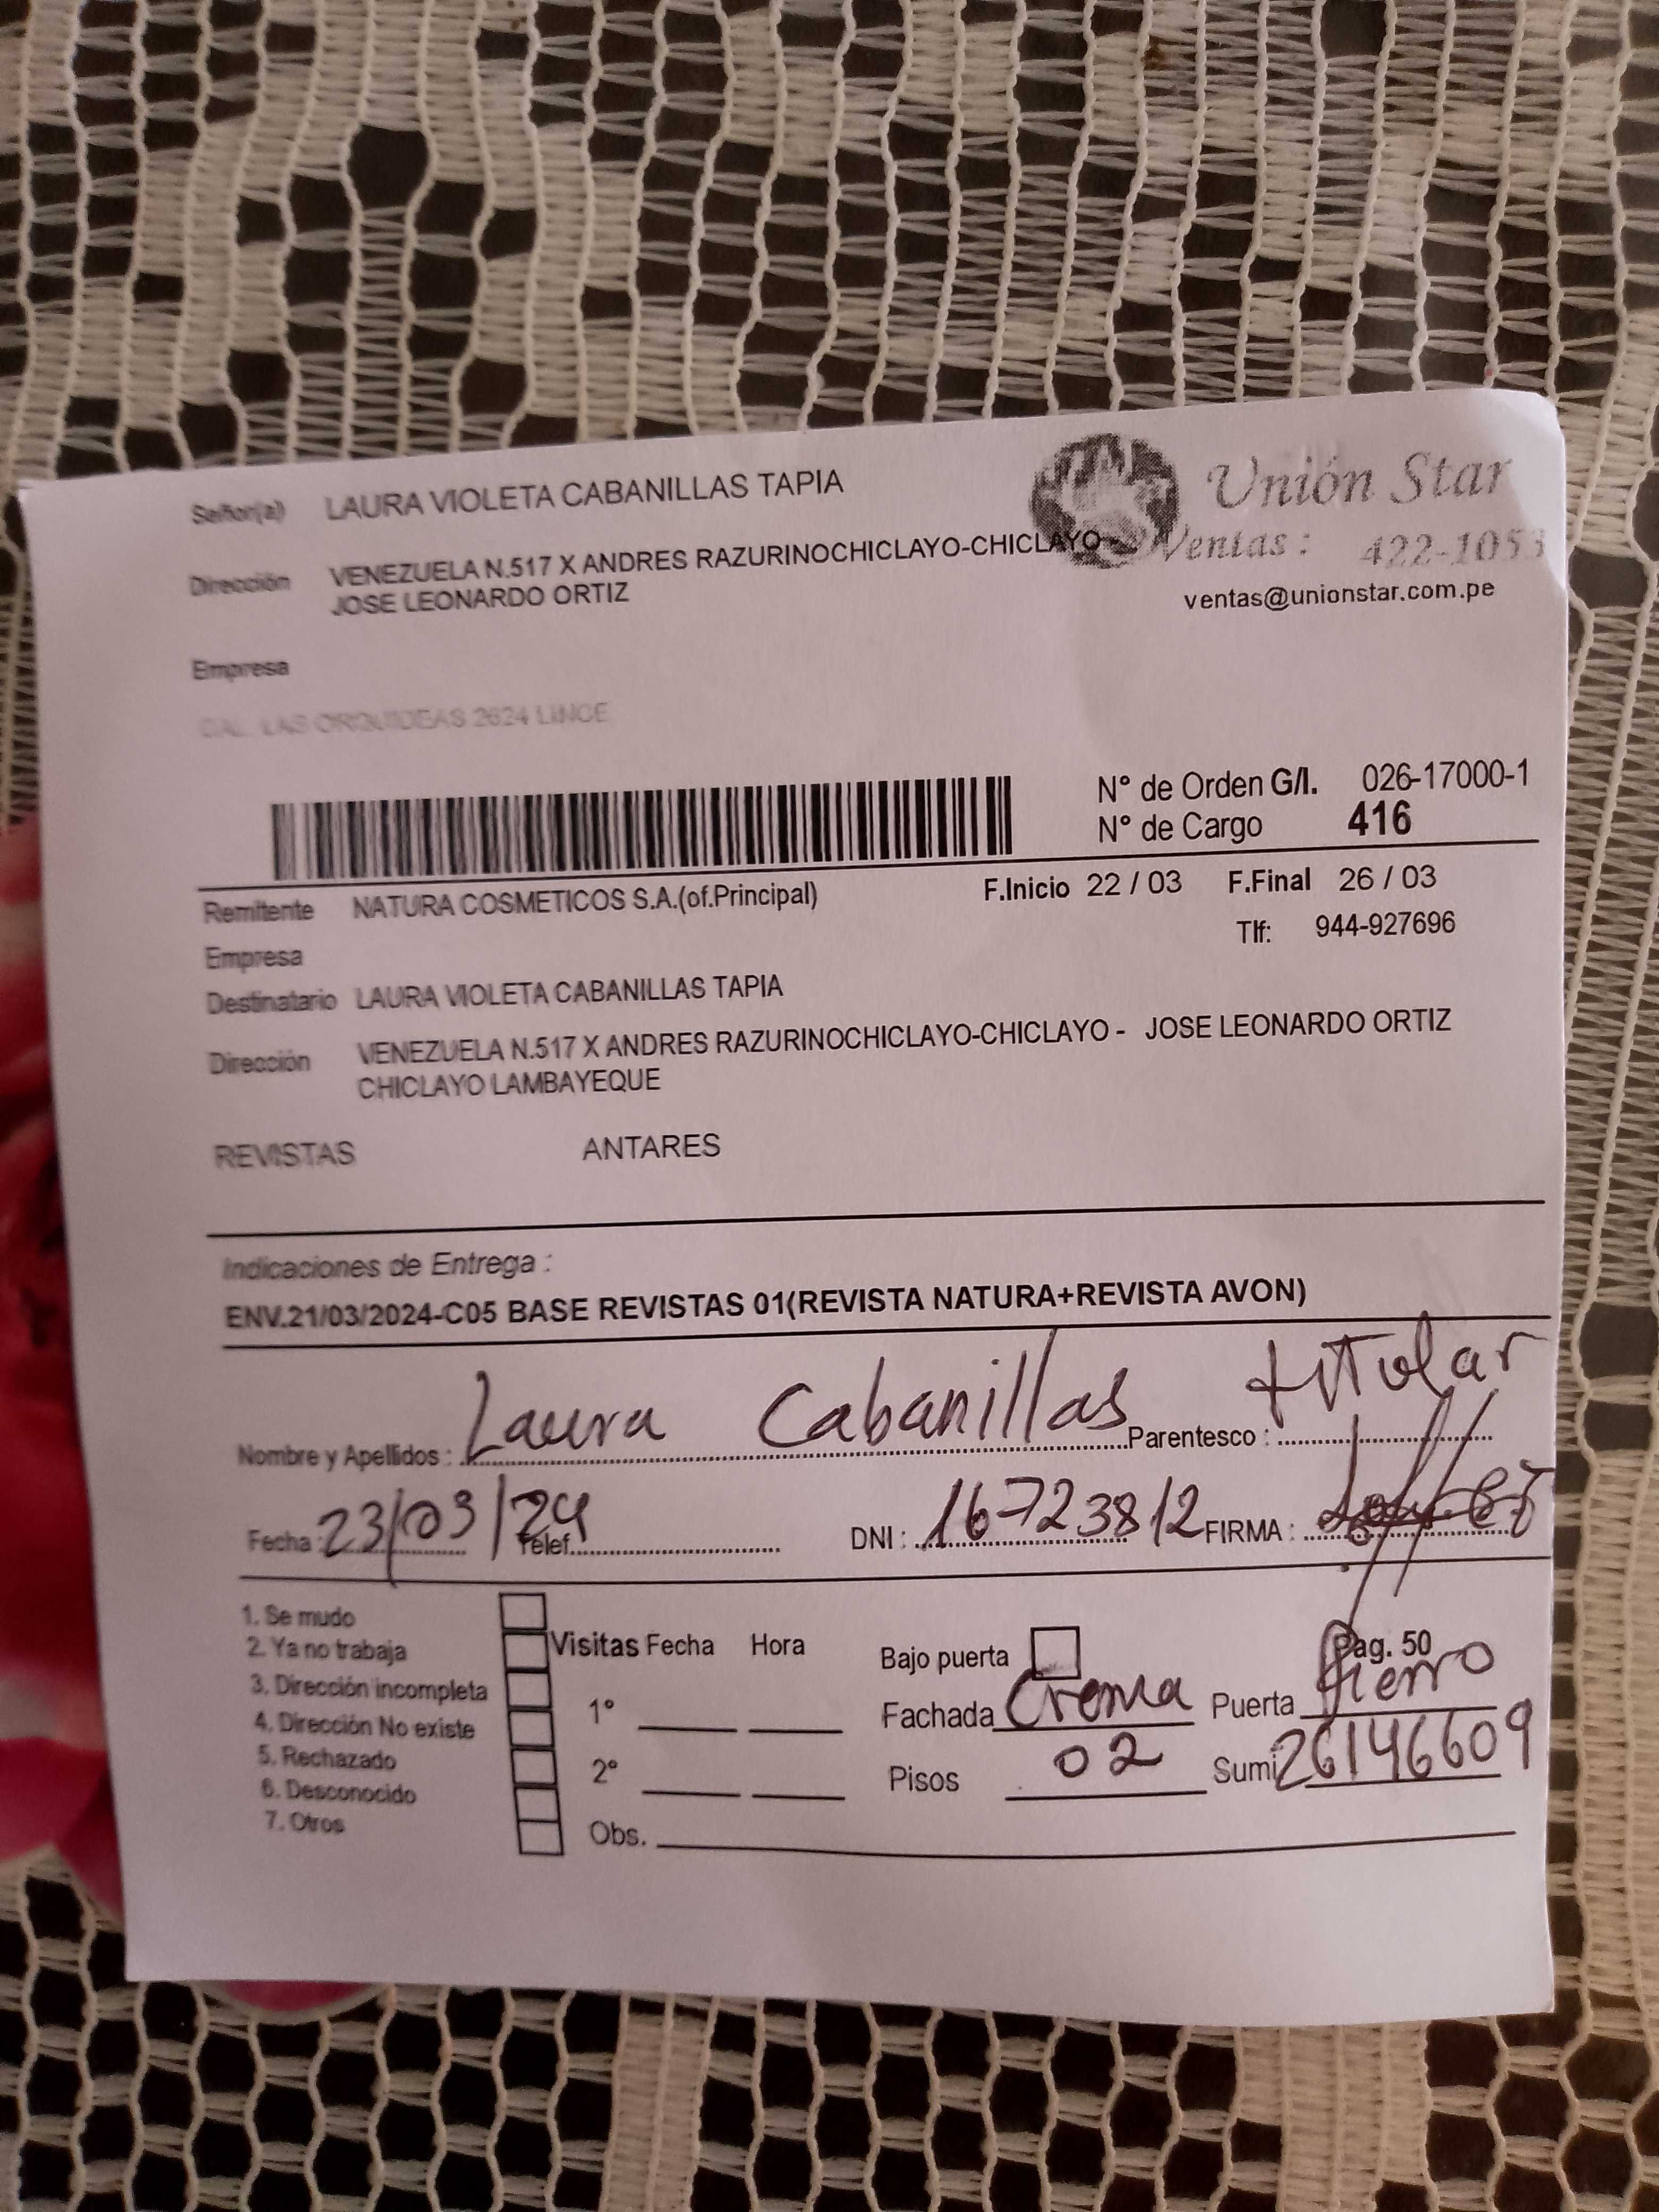 Señor(a) LAURA VIOLETA CABANILLAS TAPIA
Unión Star
Ventas : 422-1053
ventas@unionstar.com.pe
Dirección VENEZUELA N.517 X ANDRES RAZURINOCHICLAYO-CHICLAYO -
JOSE LEONARDO ORTIZ
Empresa
CAL. LAS ORQUIDEAS 2624 LINCE
N° de Orden G/I. 026-17000-1
N° de Cargo 416
Remitente NATURA COSMETICOS S.A.(of.Principal) F.Inicio 22 / 03 F.Final 26 / 03
Tlf: 944-927696
Empresa
Destinatario LAURA VIOLETA CABANILLAS TAPIA
Dirección VENEZUELA N.517 X ANDRES RAZURINOCHICLAYO-CHICLAYO - JOSE LEONARDO ORTIZ
CHICLAYO LAMBAYEQUE
REVISTAS ANTARES
Indicaciones de Entrega :
ENV.21/03/2024-C05 BASE REVISTAS 01(REVISTA NATURA+REVISTA AVON)
Nombre y Apellidos : Laura Cabanillas Parentesco : titular
Fecha : 23/03/24 Telef. DNI : 16723812 FIRMA :
1. Se mudo
2. Ya no trabaja
3. Dirección incompleta
4. Dirección No existe
5. Rechazado
6. Desconocido
7. Otros
Visitas Fecha Hora
1°
2°
Obs.
Bajo puerta Pag. 50
Fachada Crema Puerta fierro
Pisos 02 Sumi 26146609